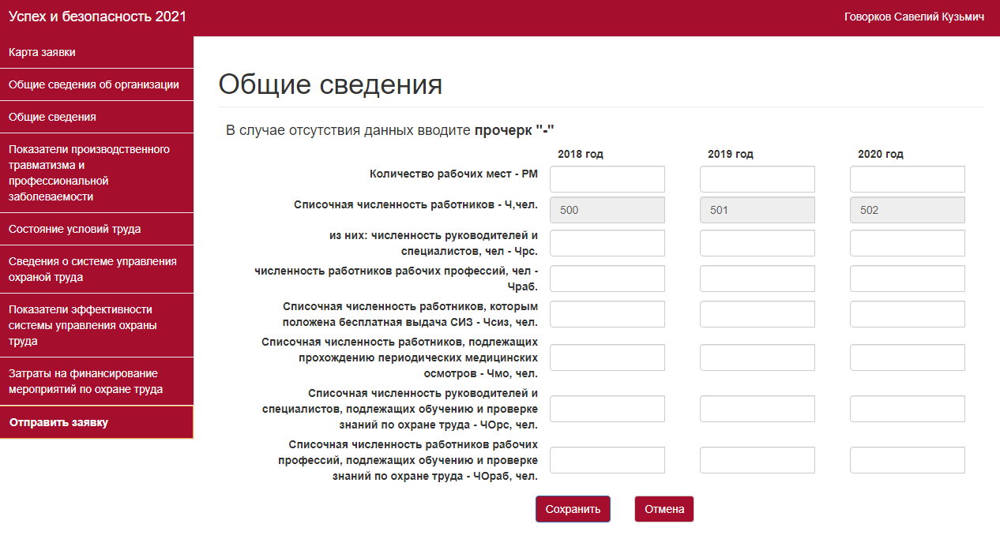 Успех и безопасность 2021
Говорков Савелий Кузьмич
Карта заявки
Общие сведения об организации
Общие сведения
Показатели производственного
травматизма и
профессиональной
заболеваемости
Состояние условий труда
Сведения о системе управления
охраной труда
Показатели эффективности
системы управления охраны
труда
Затраты на финансирование
мероприятий по охране труда
Отправить заявку
Общие сведения
В случае отсутствия данных вводите прочерк "-"
2018 год 2019 год 2020 год
Количество рабочих мест - РМ
Списочная численность работников - Ч,чел. 500 501 502
из них: численность руководителей и
специалистов, чел - Чрс.
численность работников рабочих профессий, чел -
Чраб.
Списочная численность работников, которым
положена бесплатная выдача СИЗ - Чсиз, чел.
Списочная численность работников, подлежащих
прохождению периодических медицинских
осмотров - Чмо, чел.
Списочная численность руководителей и
специалистов, подлежащих обучению и проверке
знаний по охране труда - ЧОрс, чел.
Списочная численность работников рабочих
профессий, подлежащих обучению и проверке
знаний по охране труда - ЧОраб, чел.
Сохранить Отмена